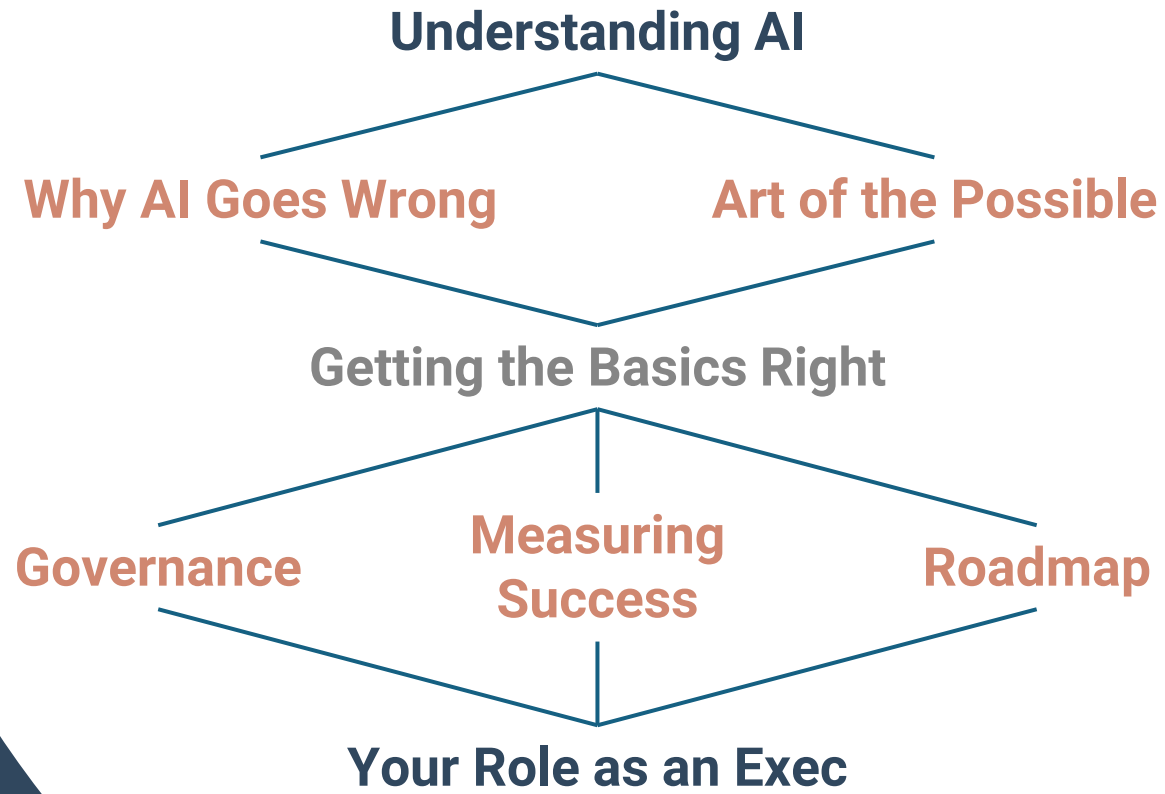 Understanding AI
Why AI Goes Wrong
Art of the Possible
Getting the Basics Right
Governance
Measuring
Success
Roadmap
Your Role as an Exec